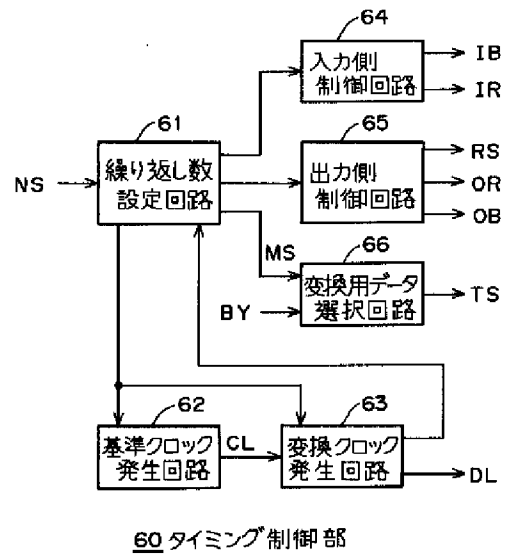 64
入力側
制御回路
IB
IR
61
65
NS
繰り返し数
設定回路
出力側
制御回路
RS
OR
OB
MS
66
BY
変換用データ
選択回路
TS
62
63
基準クロック
発生回路
CL
変換クロック
発生回路
DL
60 タイミング制御部